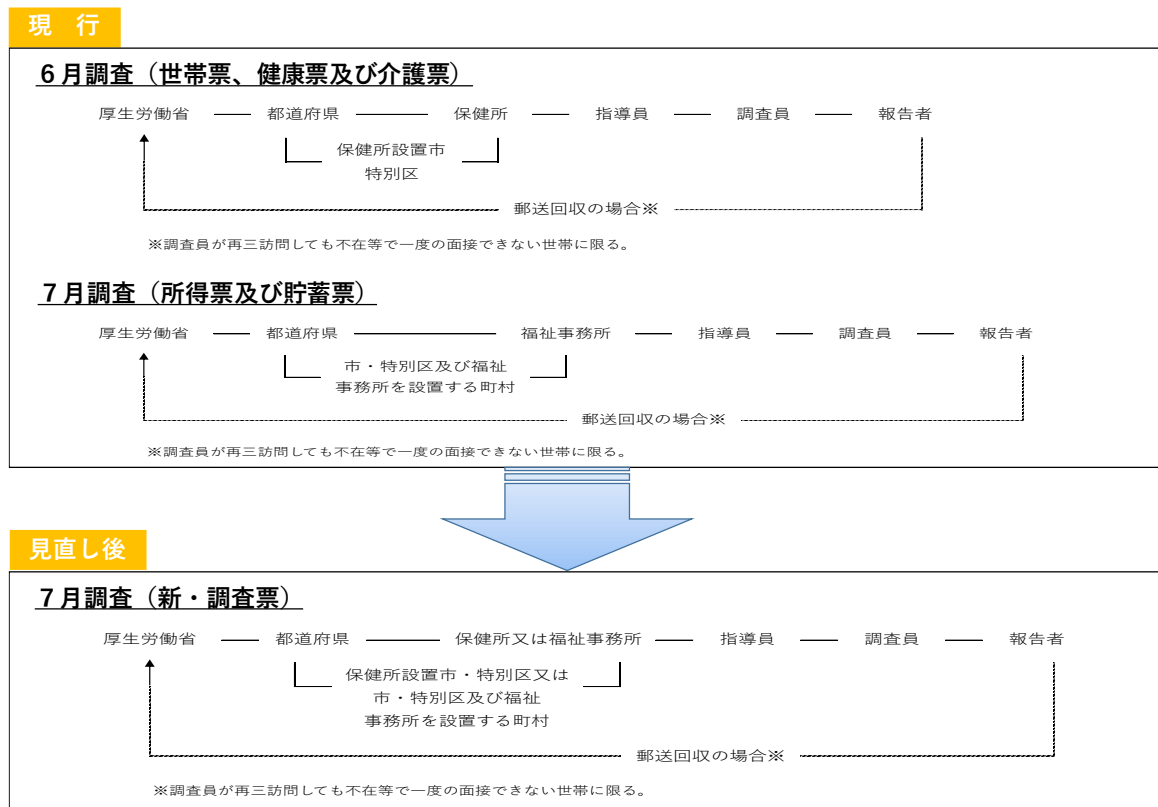 現　行
６月調査（世帯票、健康票及び介護票）
厚生労働省 都道府県 保健所 指導員 調査員 報告者
保健所設置市
特別区
郵送回収の場合※
※調査員が再三訪問しても不在等で一度の面接できない世帯に限る。
７月調査（所得票及び貯蓄票）
厚生労働省 都道府県 福祉事務所 指導員 調査員 報告者
市・特別区及び福祉
事務所を設置する町村
郵送回収の場合※
※調査員が再三訪問しても不在等で一度の面接できない世帯に限る。
見直し後
７月調査（新・調査票）
厚生労働省 都道府県 保健所又は福祉事務所 指導員 調査員 報告者
保健所設置市・特別区又は
市・特別区及び福祉
事務所を設置する町村
郵送回収の場合※
※調査員が再三訪問しても不在等で一度の面接できない世帯に限る。